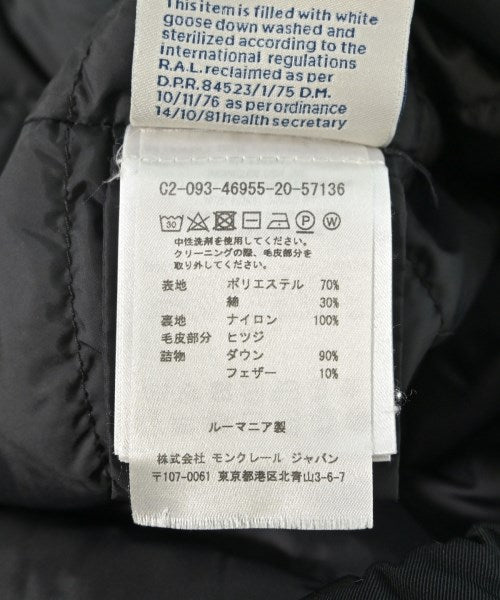 This item is filled with white
goose down washed and
sterilized according to the
international regulations
R.A.L. reclaimed as per
D.P.R. 84523/1/75 D.M.
10/11/76 as per ordinance
14/10/81 health secretary
C2-093-46955-20-57136
30 P W
中性洗剤を使用してください。
クリーニングの際、毛皮部分を
取り外してください。
表地 ポリエステル 70%
綿 30%
裏地 ナイロン 100%
毛皮部分 ヒツジ
詰物 ダウン 90%
フェザー 10%
ルーマニア製
株式会社 モンクレール ジャパン
〒107-0061 東京都港区北青山3-6-7